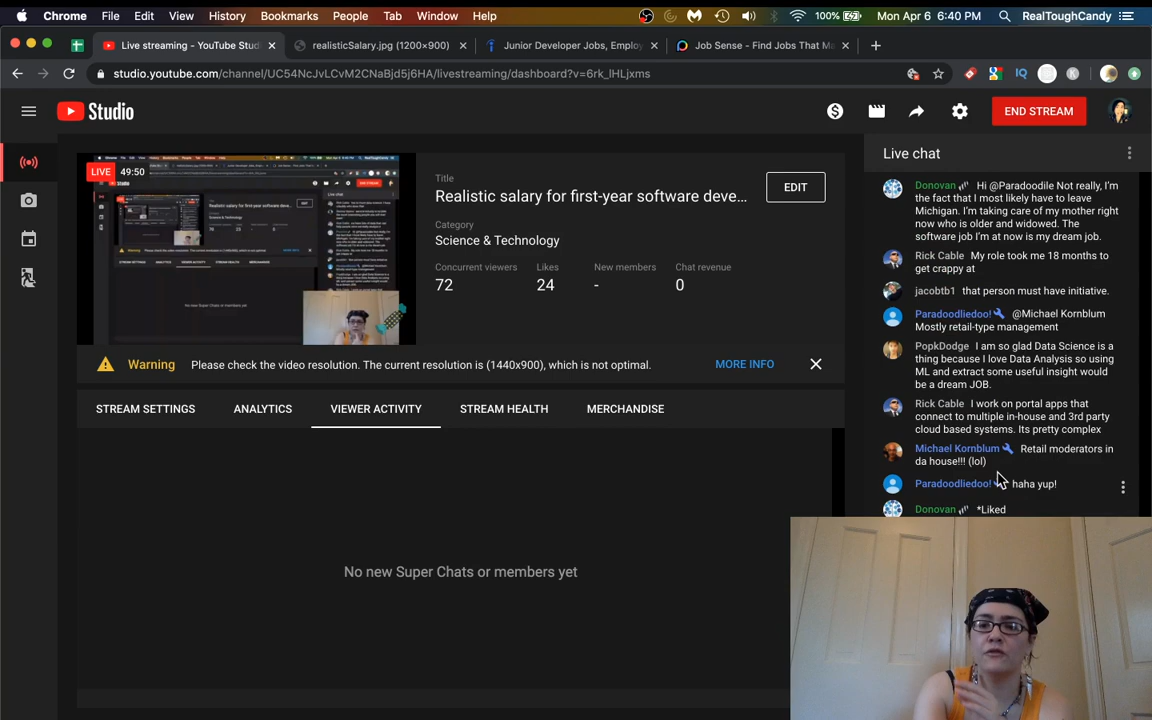 Chrome File Edit View History Bookmarks People Tab Window Help 100% Mon Apr 6 6:40 PM RealToughCandy
Live streaming - YouTube Stud realisticSalary.jpg (1200×900) Junior Developer Jobs, Employ Job Sense - Find Jobs That Ma
studio.youtube.com/channel/UC54NcJvLCvM2CNaBjd5j6HA/livestreaming/dashboard?v=6rk_lHLjxms
Studio
END STREAM
LIVE 49:50
Title
Realistic salary for first-year software deve...
EDIT
Category
Science & Technology
Concurrent viewers Likes New members Chat revenue
72 24 - 0
Warning Please check the video resolution. The current resolution is (1440x900), which is not optimal. MORE INFO
STREAM SETTINGS ANALYTICS VIEWER ACTIVITY STREAM HEALTH MERCHANDISE
No new Super Chats or members yet
Live chat
Donovan Hi @Paradoodile Not really, I'm
the fact that I most likely have to leave
Michigan. I'm taking care of my mother right
now who is older and widowed. The
software job I'm at now is my dream job.
Rick Cable My role took me 18 months to
get crappy at
jacobtb1 that person must have initiative.
Paradoodliedoo! @Michael Kornblum
Mostly retail-type management
PopkDodge I am so glad Data Science is a
thing because I love Data Analysis so using
ML and extract some useful insight would
be a dream JOB.
Rick Cable I work on portal apps that
connect to multiple in-house and 3rd party
cloud based systems. Its pretty complex
Michael Kornblum Retail moderators in
da house!!! (lol)
Paradoodliedoo! haha yup!
Donovan *Liked